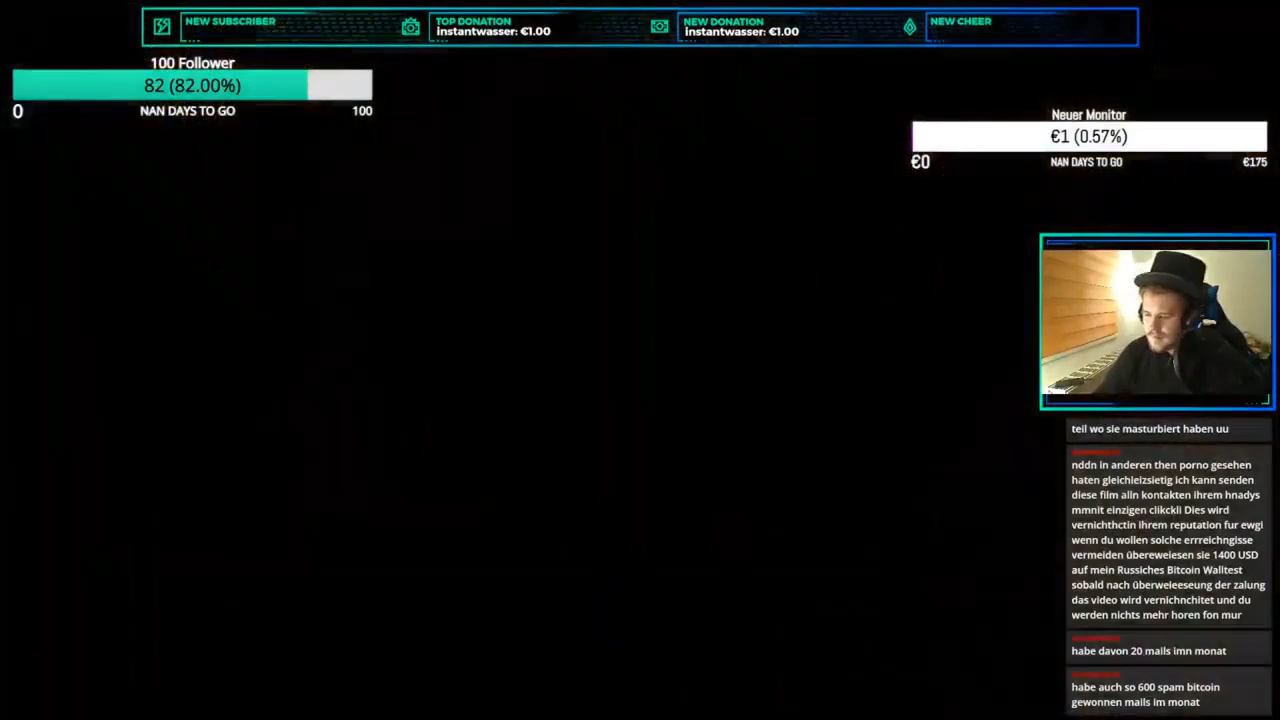 NEW SUBSCRIBER
TOP DONATION
instantwasser: €1.00
NEW DONATION
instantwasser: €1.00
NEW CHEER
100 Follower
82 (82.00%)
0
NAN DAYS TO GO
100
Neuer Monitor
€1 (0.57%)
€0
NAN DAYS TO GO
€175
teil wo sie masturbiert haben uu
nddn in anderen then porno gesehen
haten gleichleizsietig ich kann senden
diese film alln kontakten ihrem hnadys
mmnit einzigen clikckli Dies wird
vernichthctin ihrem reputation fur ewgi
wenn du wollen solche errreichngisse
vermeiden übereweiesen sie 1400 USD
auf mein Russiches Bitcoin Walltest
sobald nach überweieeseung der zalung
das video wird vernichnchitet und du
werden nichts mehr horen fon mur
habe davon 20 mails imn monat
habe auch so 600 spam bitcoin
gewonnen mails im monat